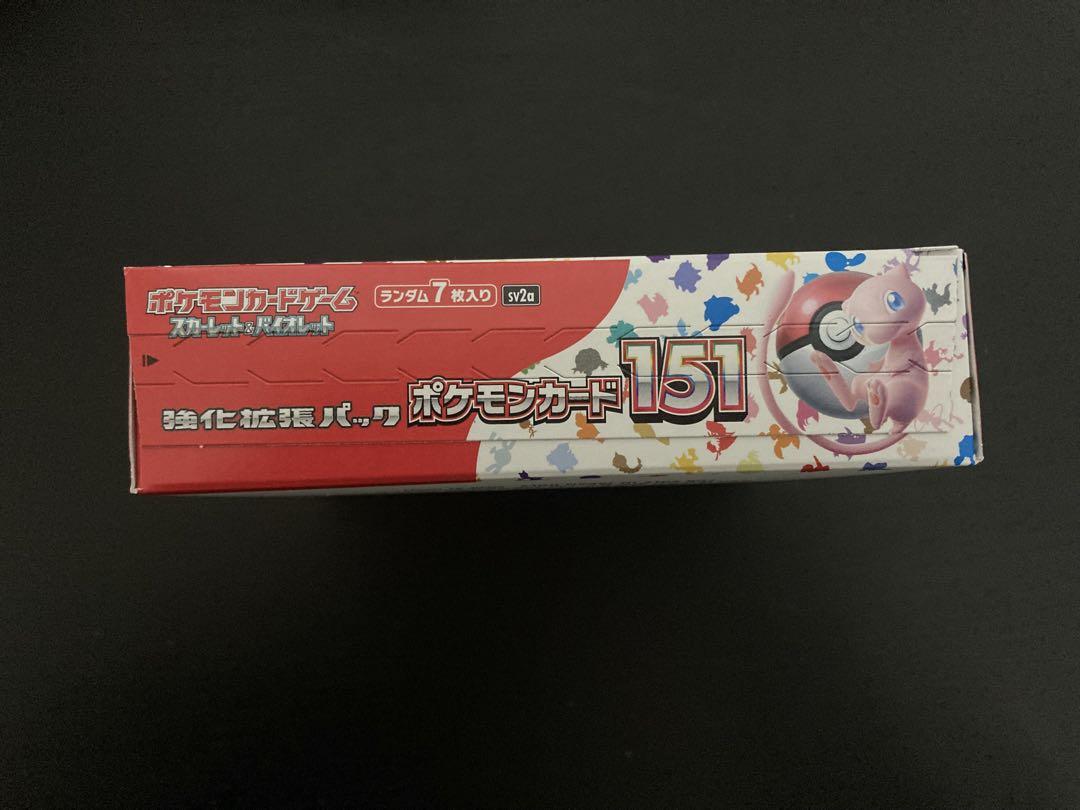 ポケモンカードゲーム
スカーレット&バイオレット
ランダム7枚入り
sv2a
強化拡張パック
ポケモンカード151